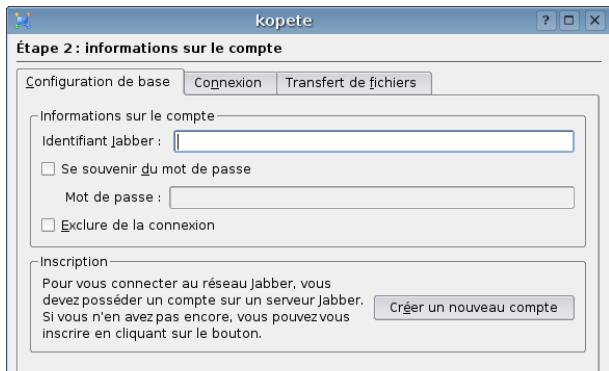 kopete
Étape 2 : informations sur le compte
Configuration de base
Connexion
Transfert de fichiers
Informations sur le compte
Identifiant Jabber :
Se souvenir du mot de passe
Mot de passe :
Exclure de la connexion
Inscription
Pour vous connecter au réseau Jabber, vous
devez posséder un compte sur un serveur Jabber.
Si vous n'en avez pas encore, vous pouvez vous
inscrire en cliquant sur le bouton.
Créer un nouveau compte